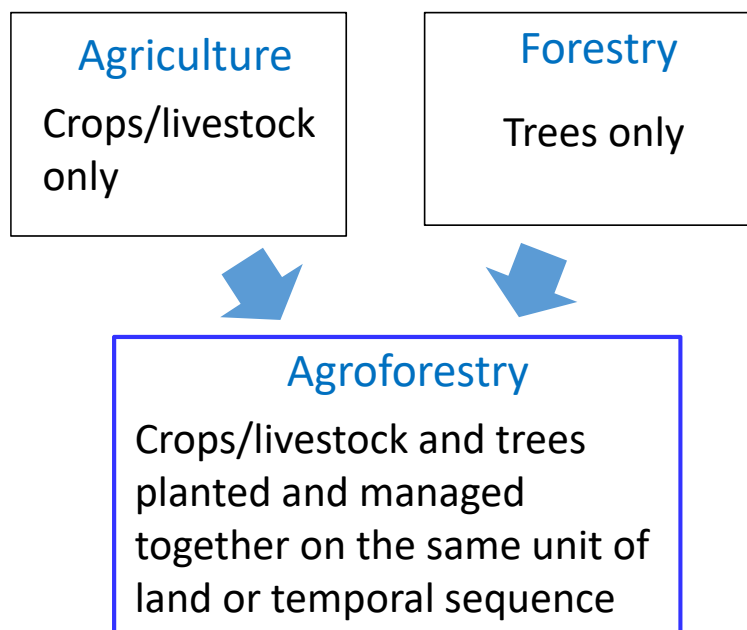 Agriculture
Crops/livestock
only
Forestry
Trees only
Agroforestry
Crops/livestock and trees
planted and managed
together on the same unit of
land or temporal sequence